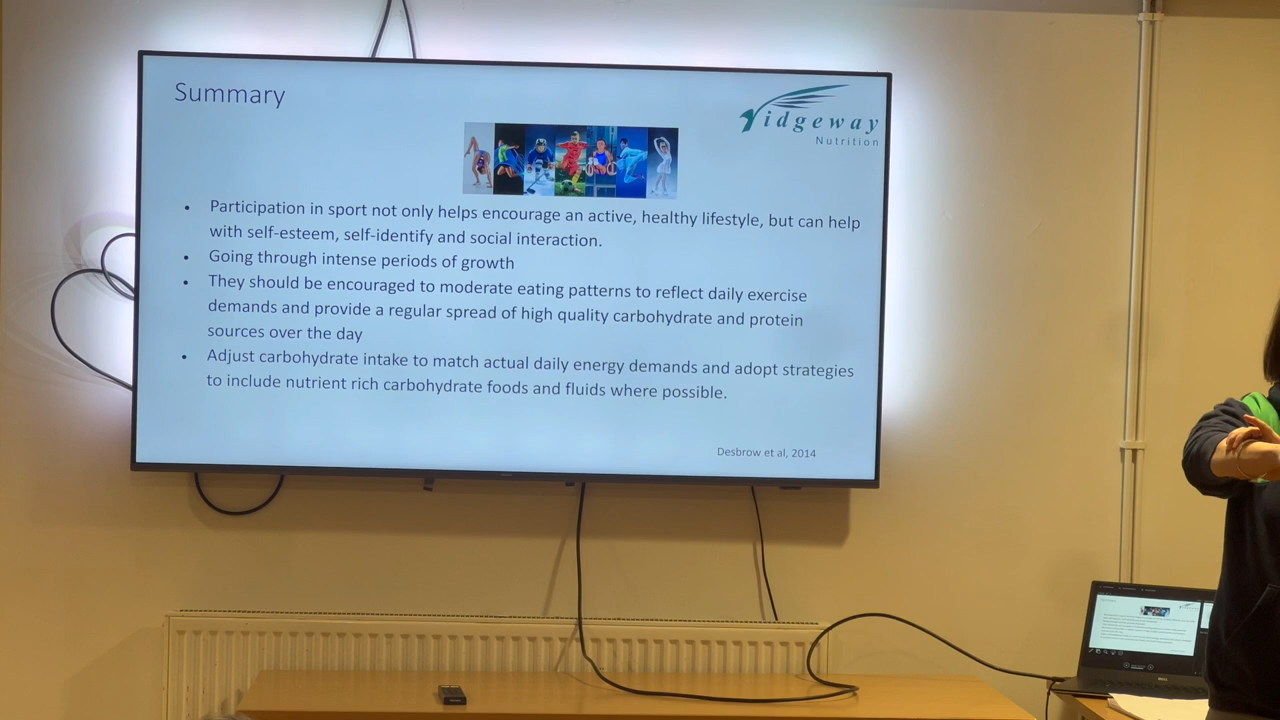 Summary
Ridgeway
Nutrition
• Participation in sport not only helps encourage an active, healthy lifestyle, but can help
with self-esteem, self-identify and social interaction.
• Going through intense periods of growth
• They should be encouraged to moderate eating patterns to reflect daily exercise
demands and provide a regular spread of high quality carbohydrate and protein
sources over the day
• Adjust carbohydrate intake to match actual daily energy demands and adopt strategies
to include nutrient rich carbohydrate foods and fluids where possible.
Desbrow et al, 2014
DELL